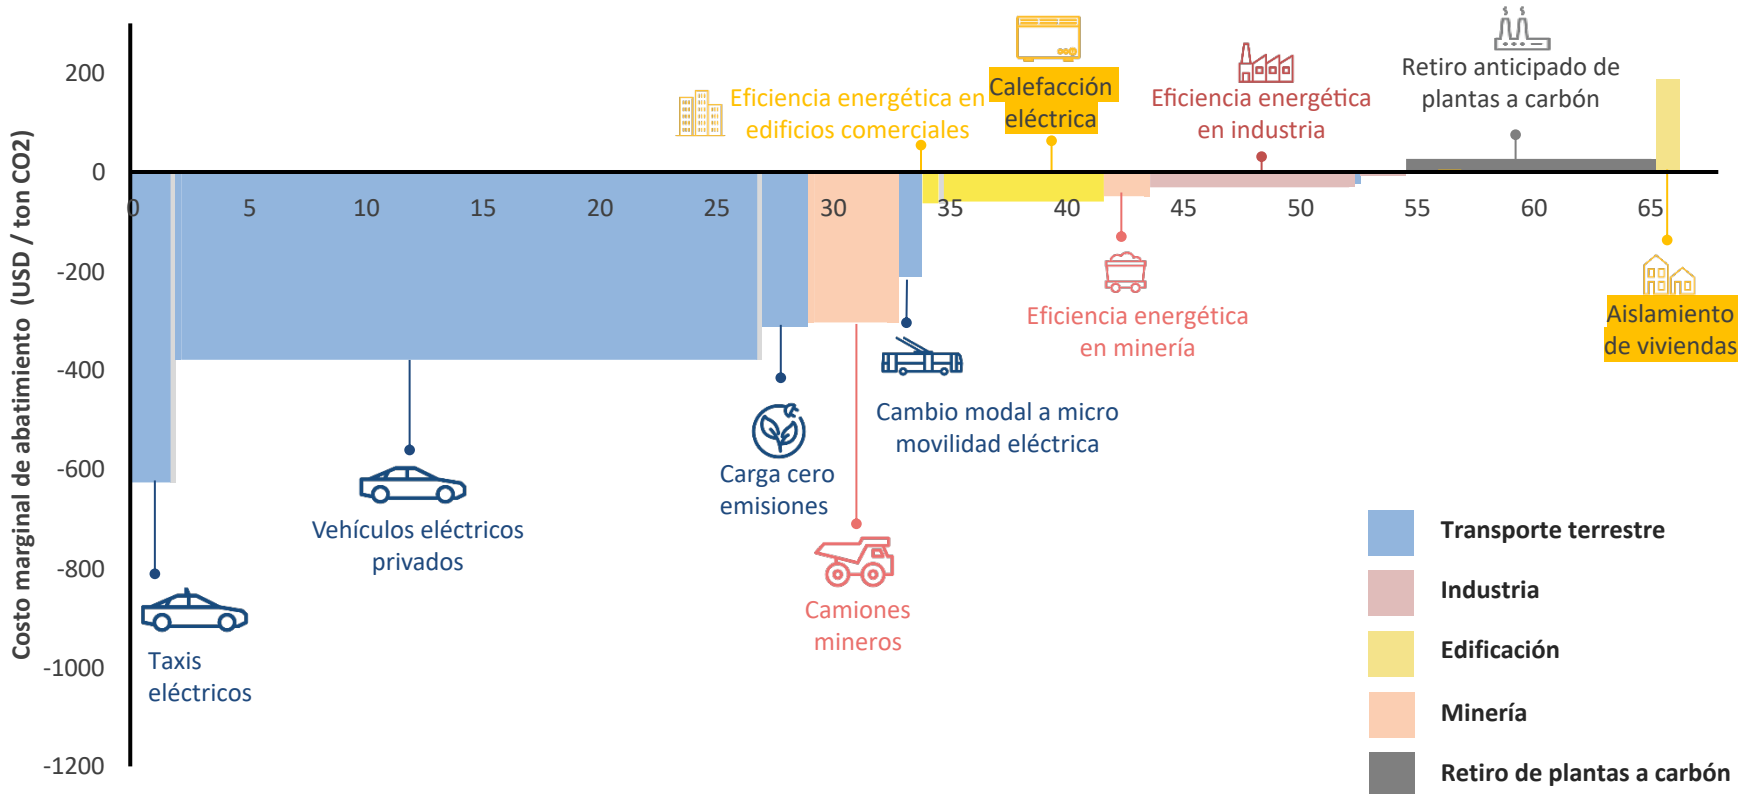 Costo marginal de abatimiento (USD / ton CO2)
200
0
-200
-400
-600
-800
-1000
-1200
0
5
10
15
20
25
30
35
40
45
50
55
60
65
Eficiencia energética en
edificios comerciales
Calefacción
eléctrica
Eficiencia energética
en industria
Retiro anticipado de
plantas a carbón
Eficiencia energética
en minería
Aislamiento
de viviendas
Cambio modal a micro
movilidad eléctrica
Carga cero
emisiones
Vehículos eléctricos
privados
Camiones
mineros
Taxis
eléctricos
Transporte terrestre
Industria
Edificación
Minería
Retiro de plantas a carbón